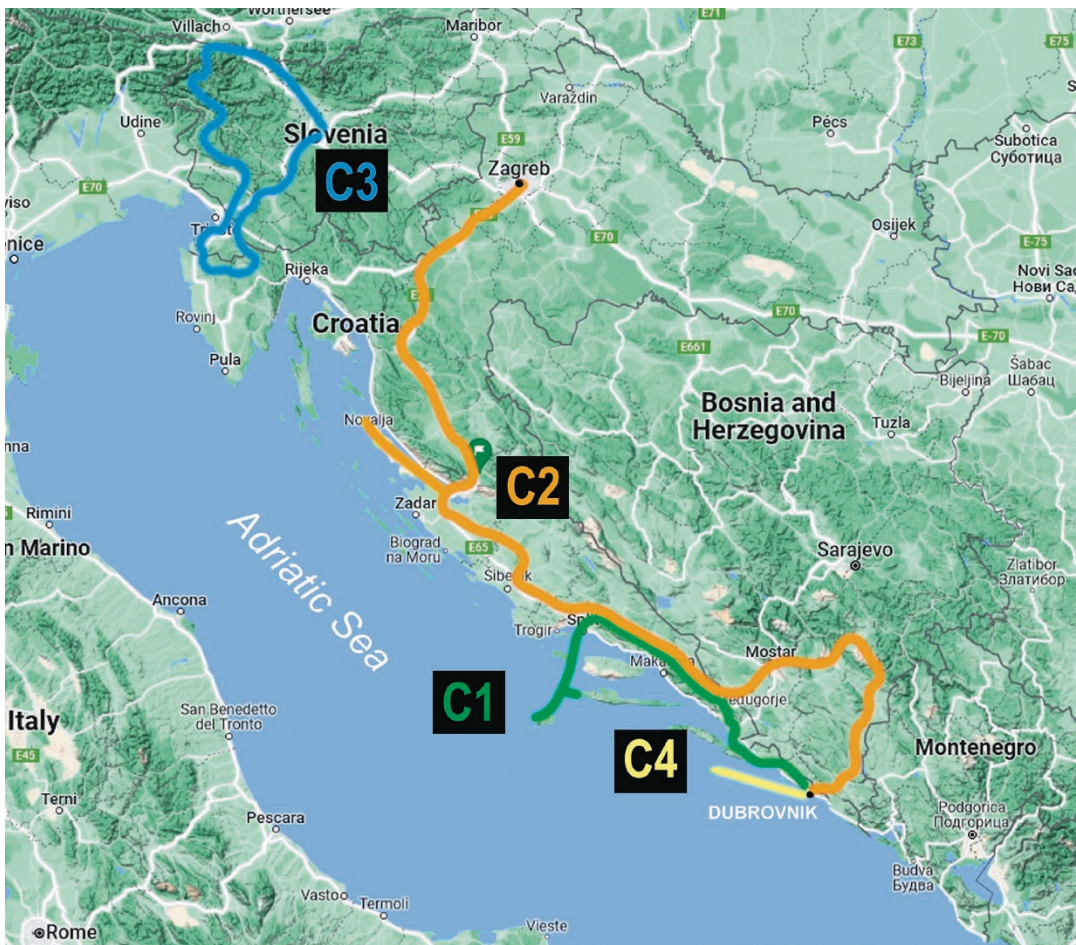 Villach
Wörthersee
Maribor
E71
E73
E75
Varaždin
Udine
Slovenia
E59
Pécs
Subotica
Суботица
C3
Zagreb
E70
viso
Osijek
E-75
enice
Rijeka
E70
Novi Sad
Нови Сад
Rovinj
Croatia
E70
E-70
E661
Pula
Šabac
Шабац
Bijeljina
Bosnia and
Herzegovina
Tuzla
Novalja
C2
Zadar
Rimini
n Marino
Adriatic Sea
Biograd
na Moru
E65
Sarajevo
Zlatibor
Златибор
Šibenik
Ancona
Trogir
Split
Mostar
Makarska
C1
Međugorje
Italy
San Benedetto
del Tronto
E45
C4
Montenegro
Terni
DUBROVNIK
Podgorica
Подгорица
Pescara
Budva
Будва
Vasto
Termoli
Vieste
Rome